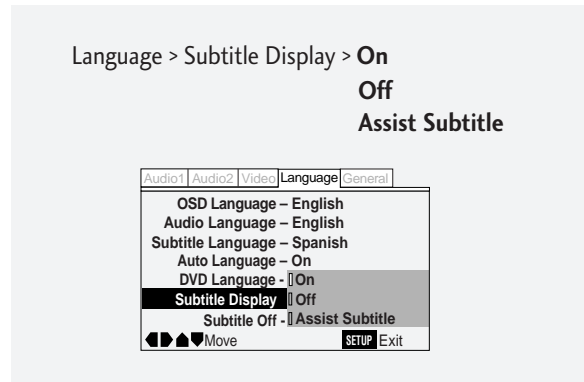 Language > Subtitle Display > On
Off
Assist Subtitle
Audio1 Audio2 Video Language General
OSD Language – English
Audio Language – English
Subtitle Language – Spanish
Auto Language – On
DVD Language - On
Subtitle Display Off
Subtitle Off - Assist Subtitle
Move SETUP Exit